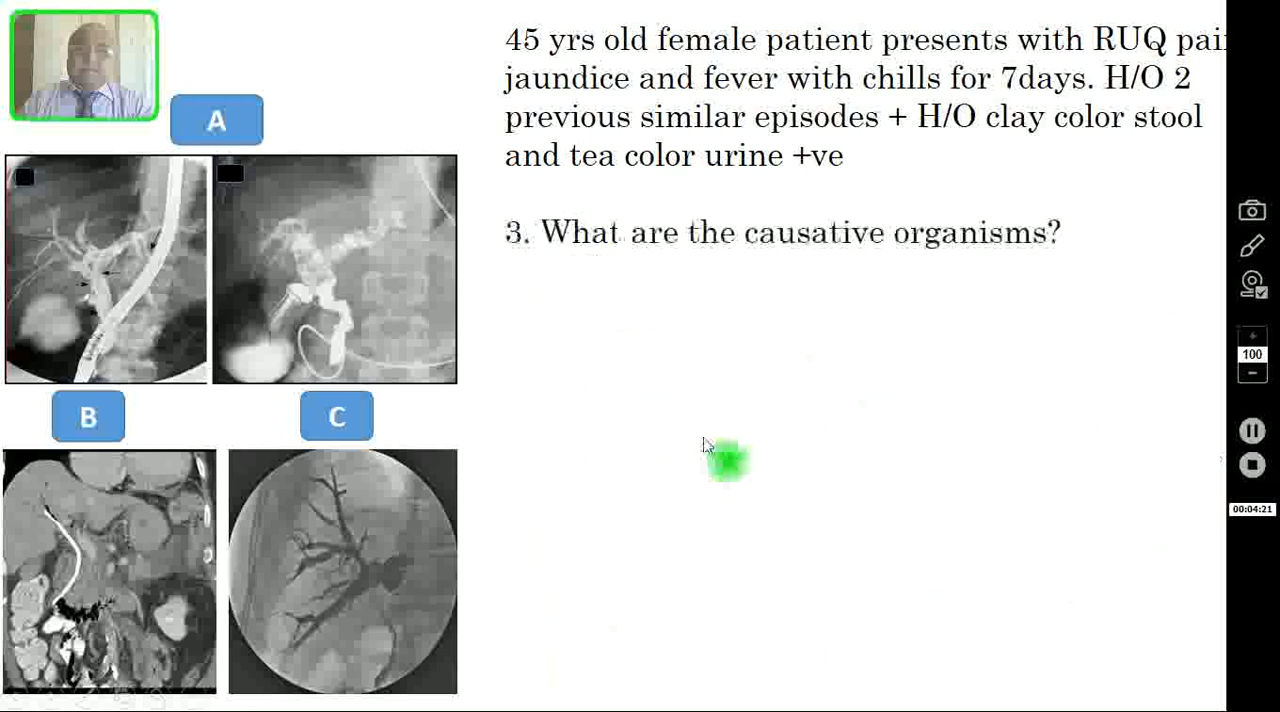 A
45 yrs old female patient presents with RUQ pai
jaundice and fever with chills for 7days. H/O 2
previous similar episodes + H/O clay color stool
and tea color urine +ve
3. What are the causative organisms?
B
C
100
00:04:21